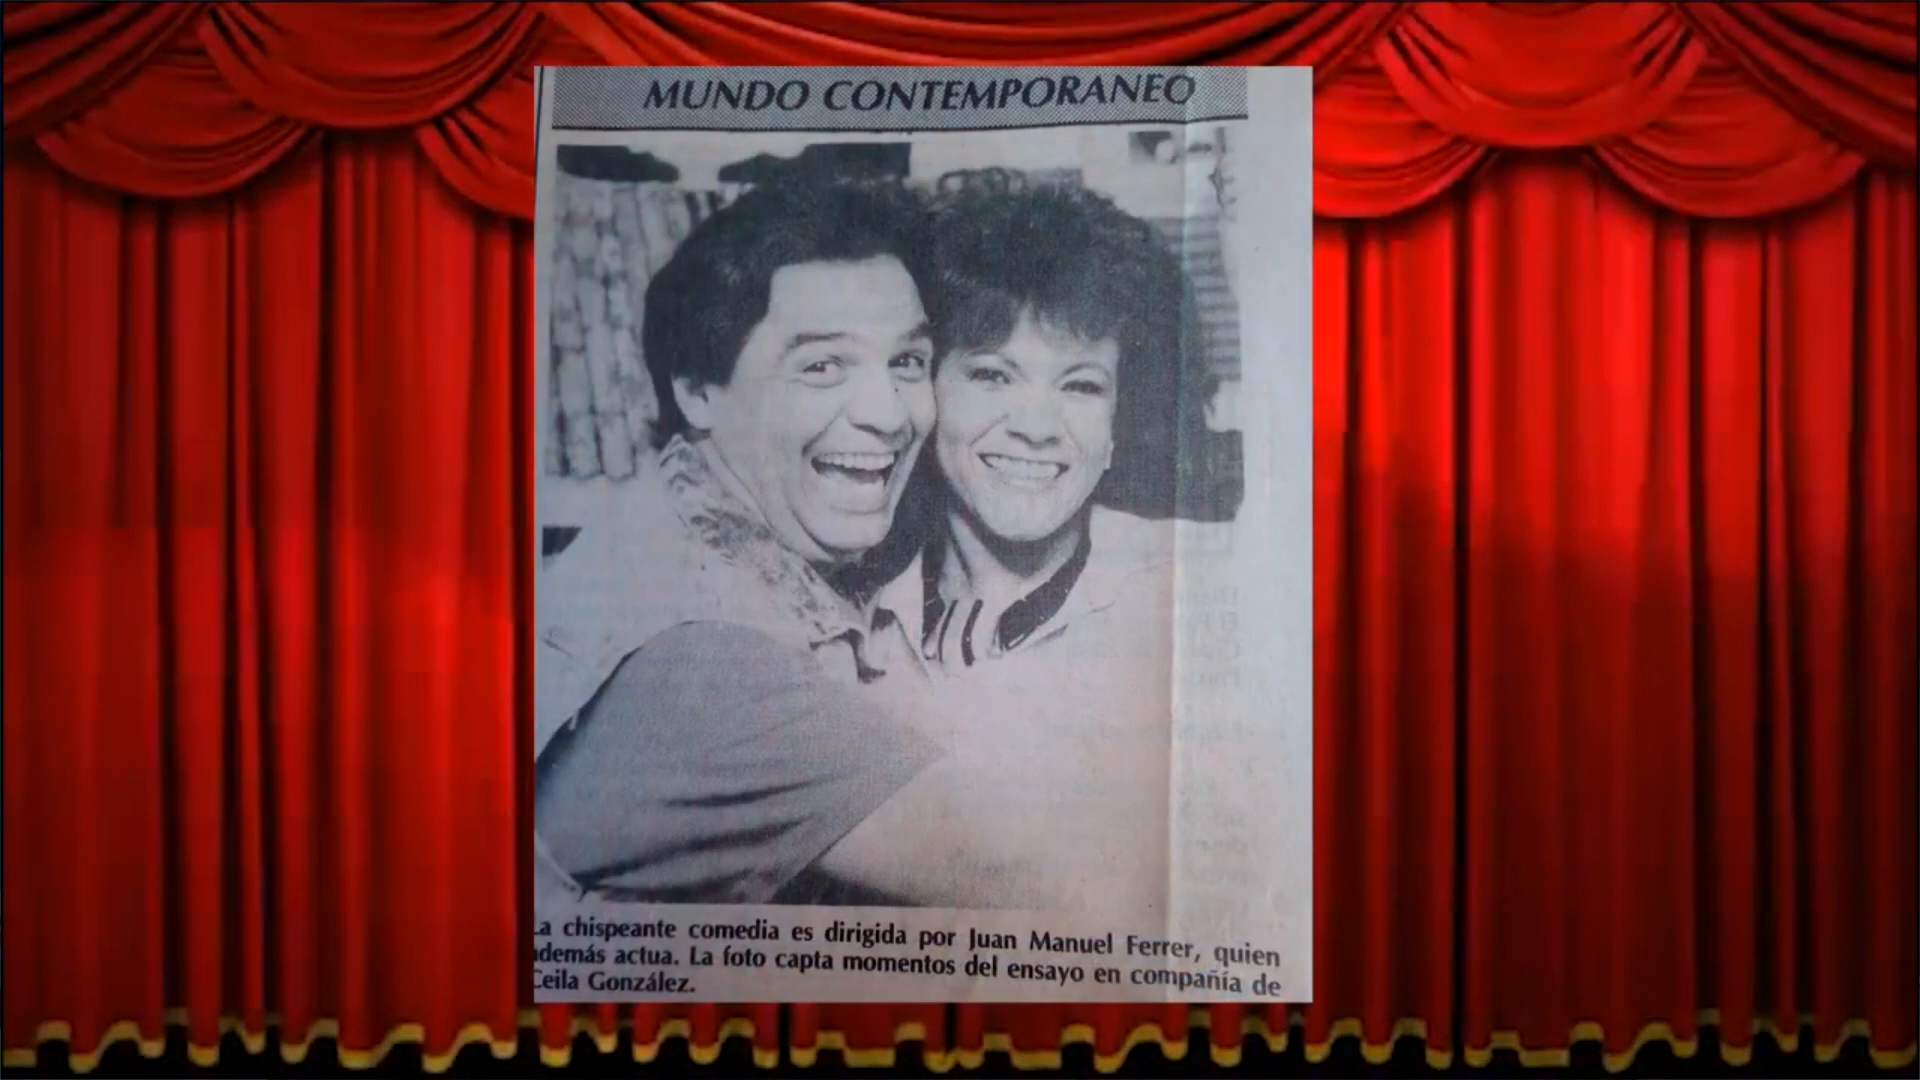 MUNDO CONTEMPORANEO
La chispeante comedia es dirigida por Juan Manuel Ferrer, quien
además actua. La foto capta momentos del ensayo en compañía de
Ceila González.